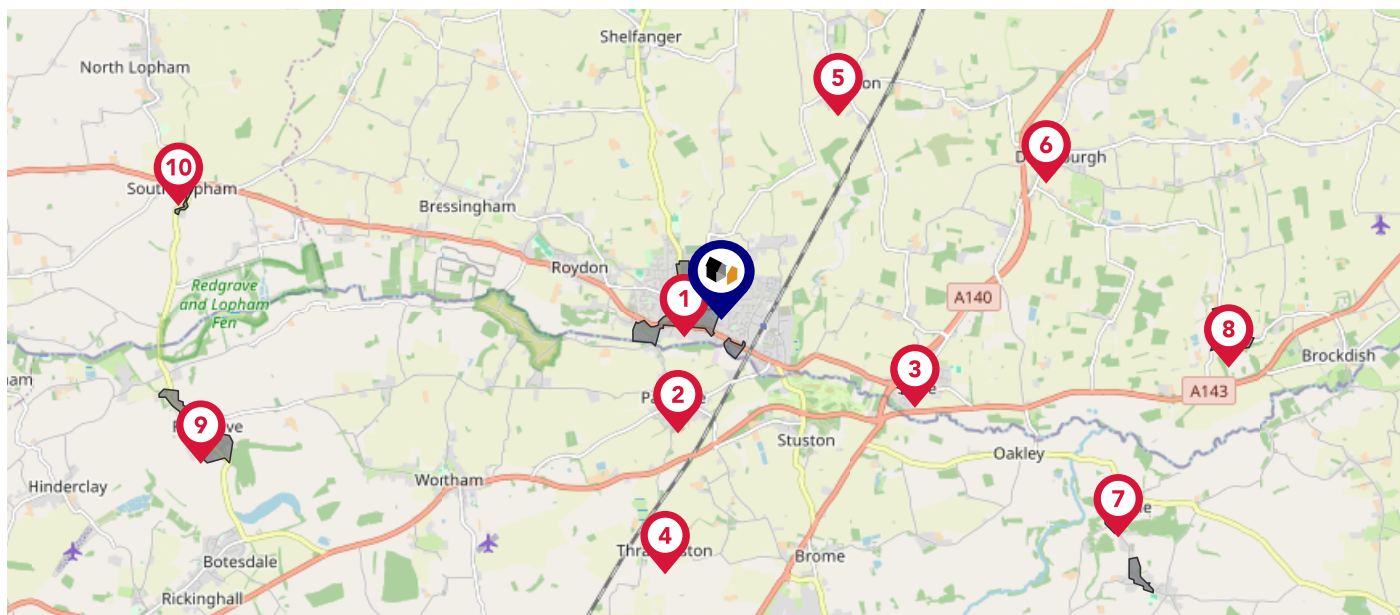 Shelfanger
North Lopham
5
6
10
Bressingham
Roydon
Redgrave
and Lopham
Fen
1
A140
8
Brockdish
3
A143
2
9
Stuston
Oakley
Wortham
Hinderclay
7
4
Brome
Botesdale
Rickinghall